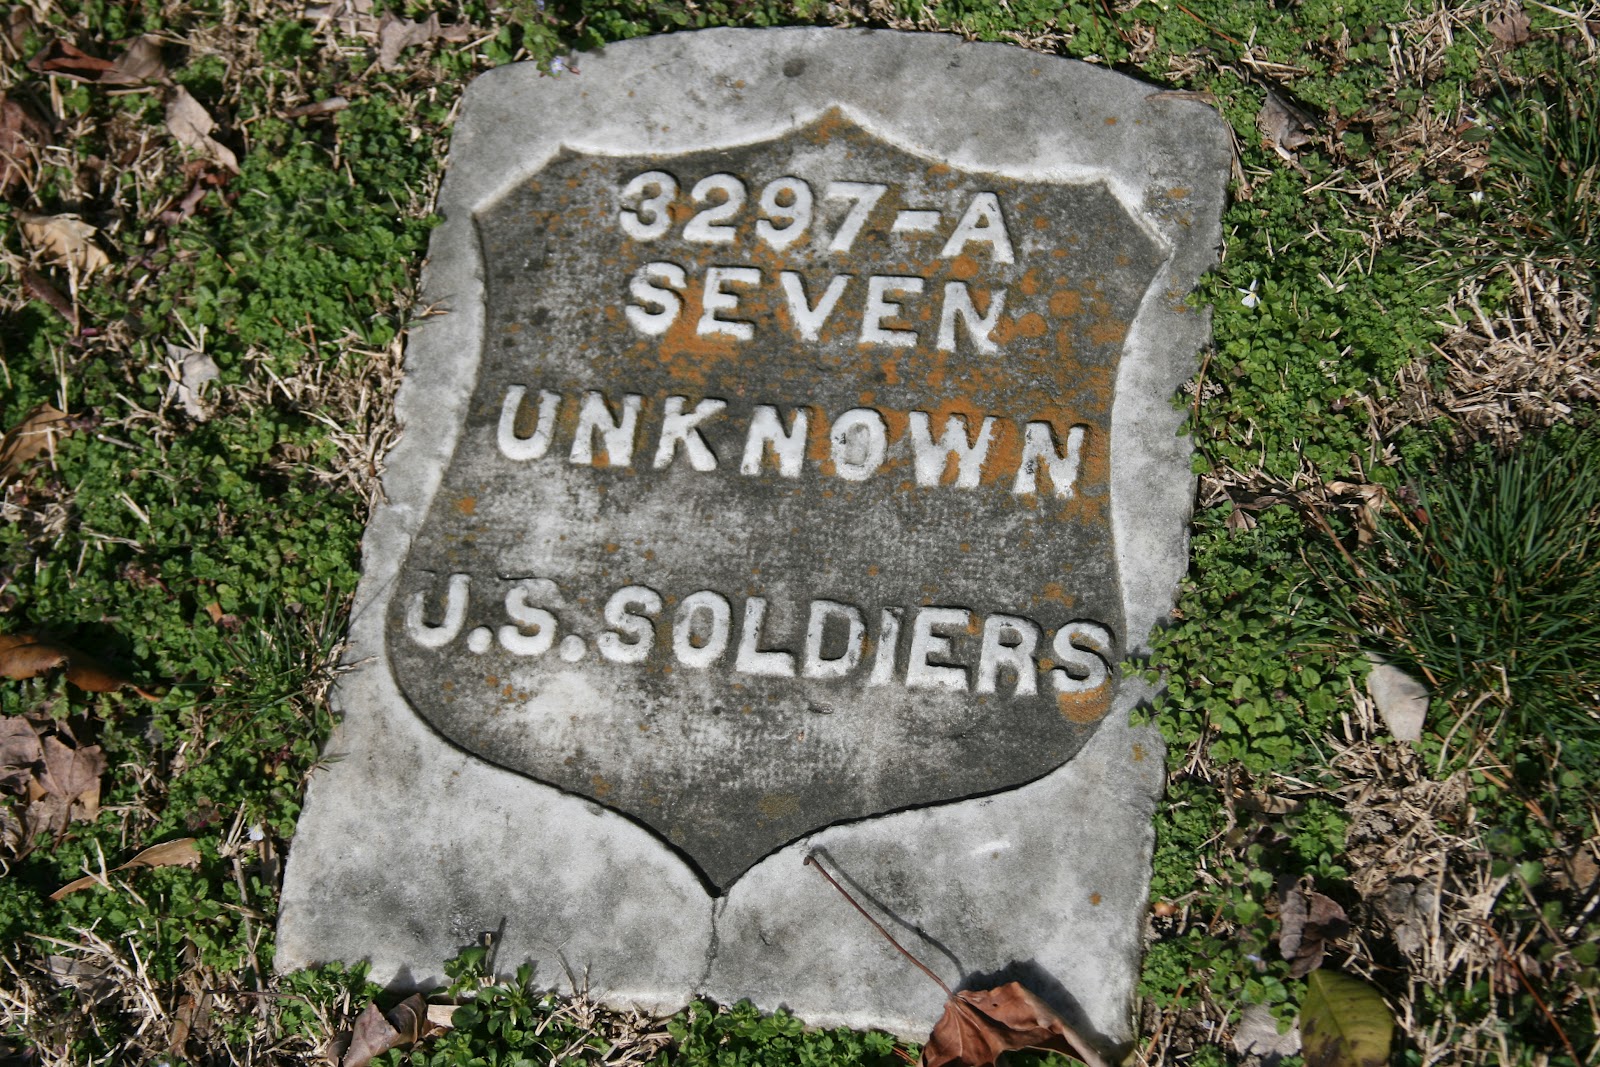 3297-A
SEVEN
UNKNOWN
U.S. SOLDIERS